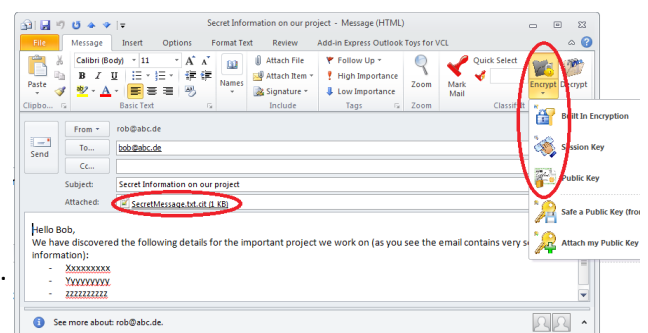 Secret Information on our project - Message (HTML)
File Message Insert Options Format Text Review Add-in Express Outlook Toys for VCL
Paste
Calibri (Body) 11 A A
B I U
ab A
Names
Attach File
Attach Item
Signature
Follow Up
High Importance
Low Importance
Zoom
Mark Mail
Quick Select
Encrypt Decrypt
Clipbo... Basic Text Include Tags Zoom Classif
Built In Encryption
Session Key
Public Key
Safe a Public Key (fro
Attach my Public Key
Send
From rob@abc.de
To... bob@abc.de
Cc...
Subject: Secret Information on our project
Attached: SecretMessage.txt.cit (1 KB)
Hello Bob,
We have discovered the following details for the important project we work on (as you see the email contains very s
information):
- Xxxxxxxxx
- Yyyyyyyyy
- zzzzzzzzzz
See more about: rob@abc.de.